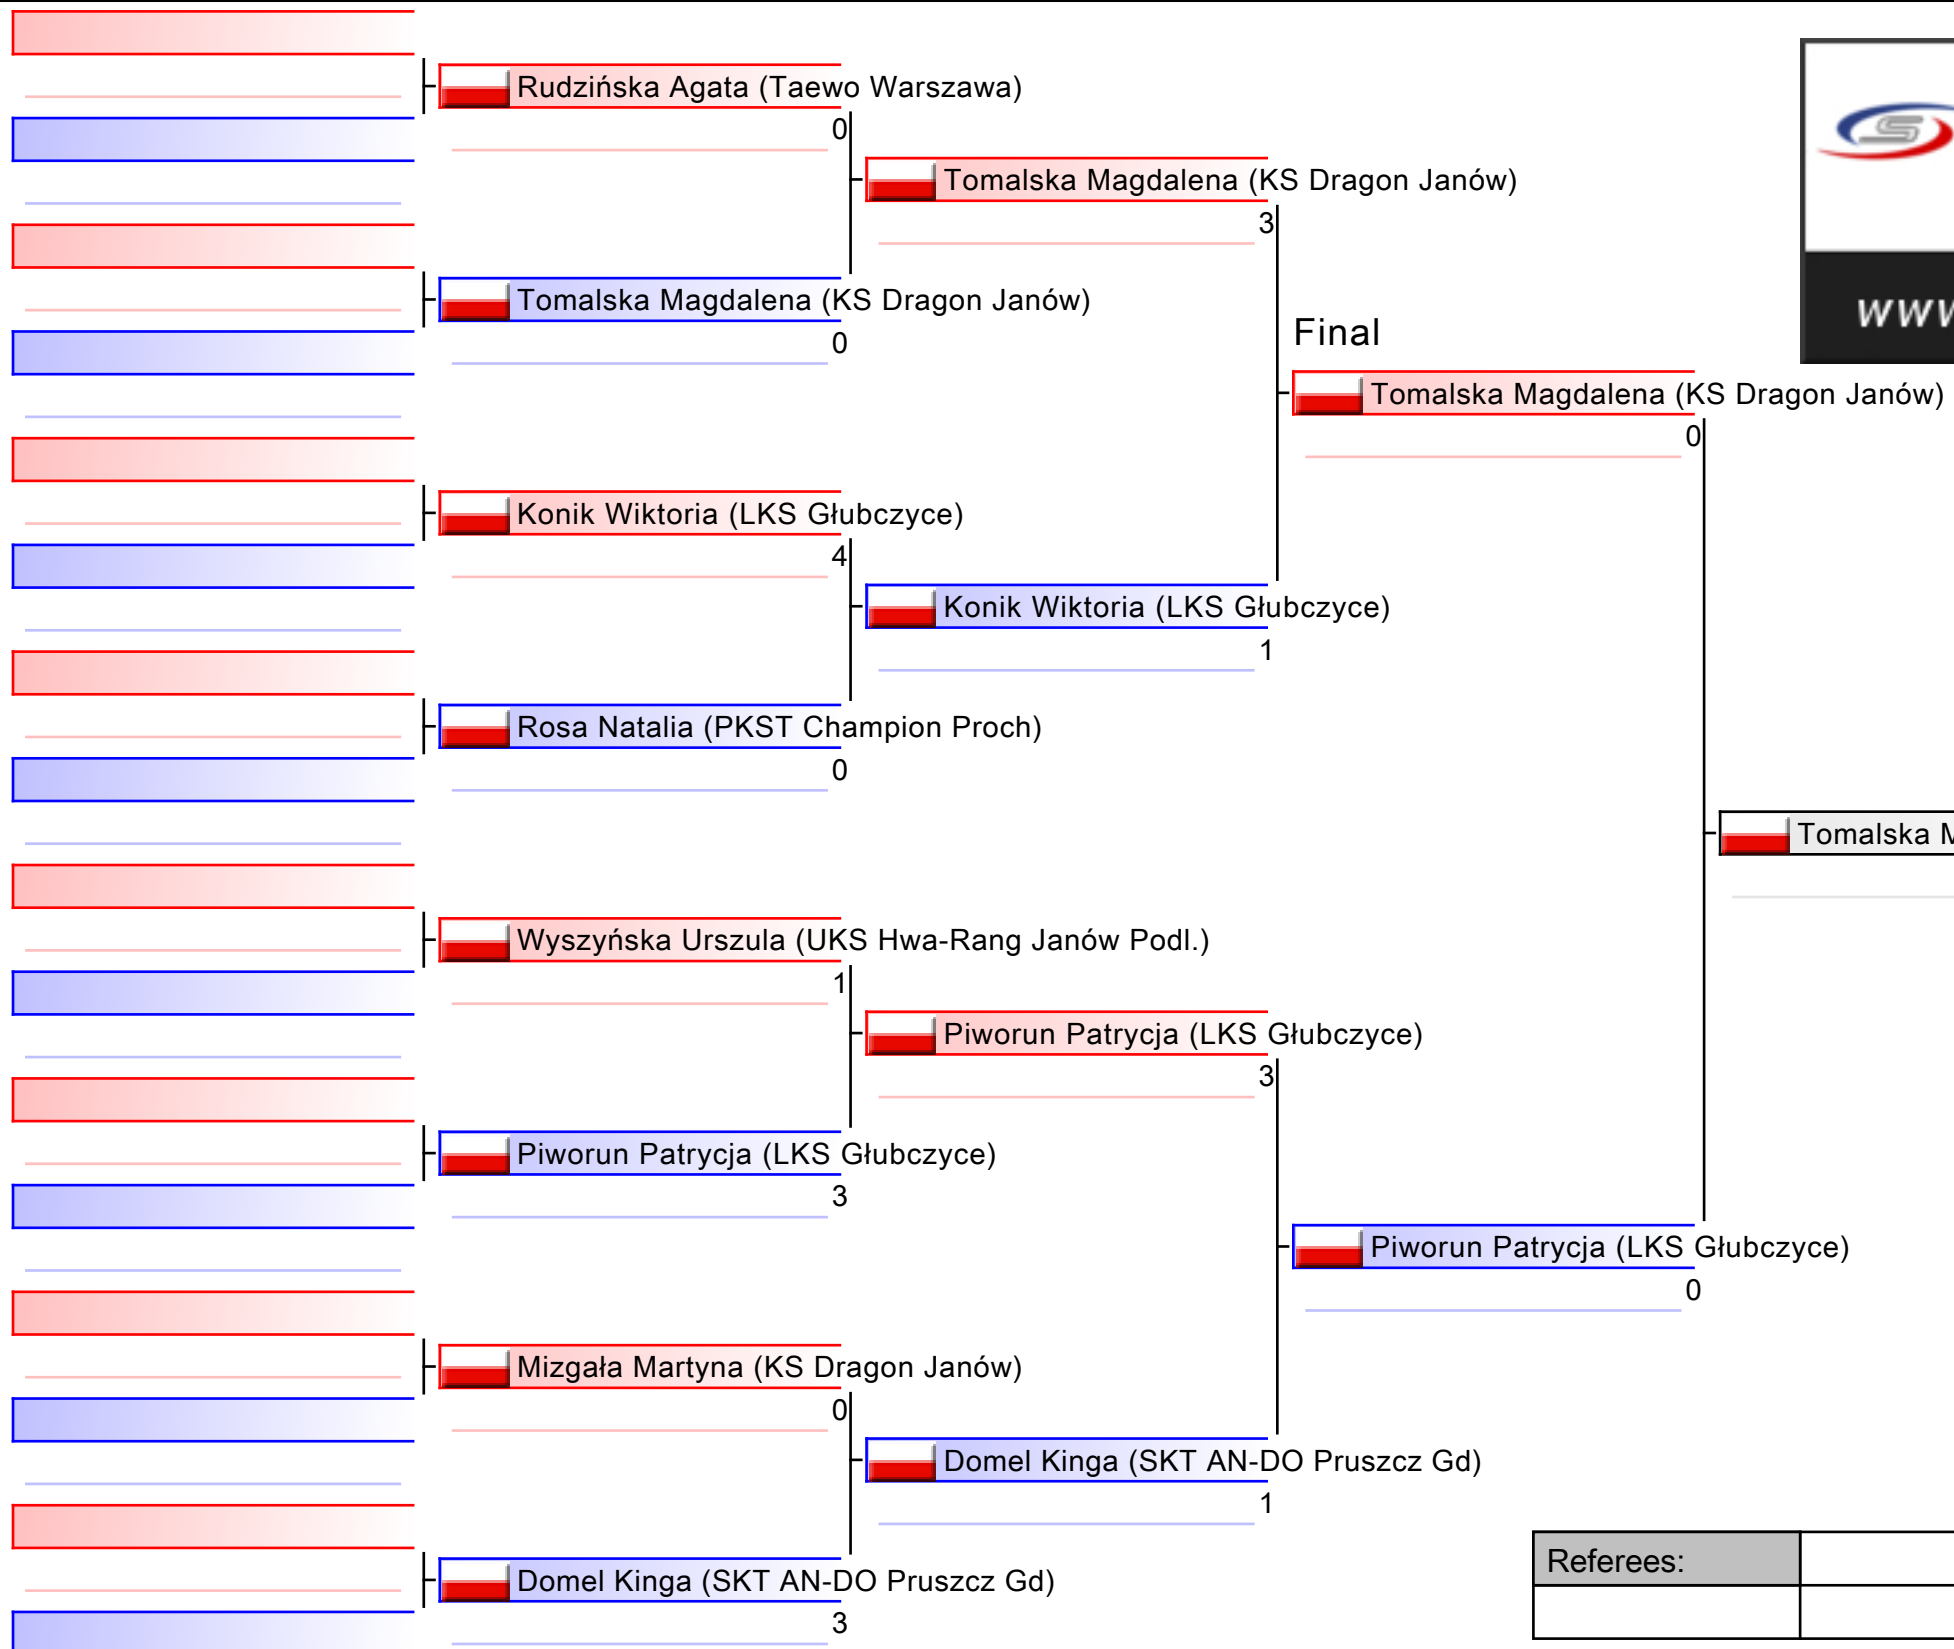 Rudzińska Agata (Taewo Warszawa)
0
Tomalska Magdalena (KS Dragon Janów)
3
Tomalska Magdalena (KS Dragon Janów)
0
Final
www
Tomalska Magdalena (KS Dragon Janów)
0
Konik Wiktoria (LKS Głubczyce)
4
Konik Wiktoria (LKS Głubczyce)
1
Rosa Natalia (PKST Champion Proch)
0
Tomalska M
Wyszyńska Urszula (UKS Hwa-Rang Janów Podl.)
1
Piworun Patrycja (LKS Głubczyce)
3
Piworun Patrycja (LKS Głubczyce)
3
Piworun Patrycja (LKS Głubczyce)
0
Mizgała Martyna (KS Dragon Janów)
0
Domel Kinga (SKT AN-DO Pruszcz Gd)
1
Domel Kinga (SKT AN-DO Pruszcz Gd)
3
Referees: